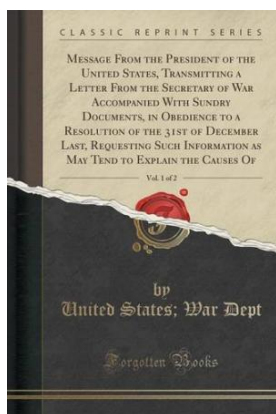 CLASSIC REPRINT SERIES
MESSAGE FROM THE PRESIDENT OF THE
UNITED STATES, TRANSMITTING A
LETTER FROM THE SECRETARY OF WAR
ACCOMPANIED WITH SUNDRY
DOCUMENTS, IN OBEDIENCE TO A
RESOLUTION OF THE 31ST OF DECEMBER
LAST, REQUESTING SUCH INFORMATION AS
MAY TEND TO EXPLAIN THE CAUSES OF
Vol. 1 of 2
by
United States; War Dept
Forgotten Books